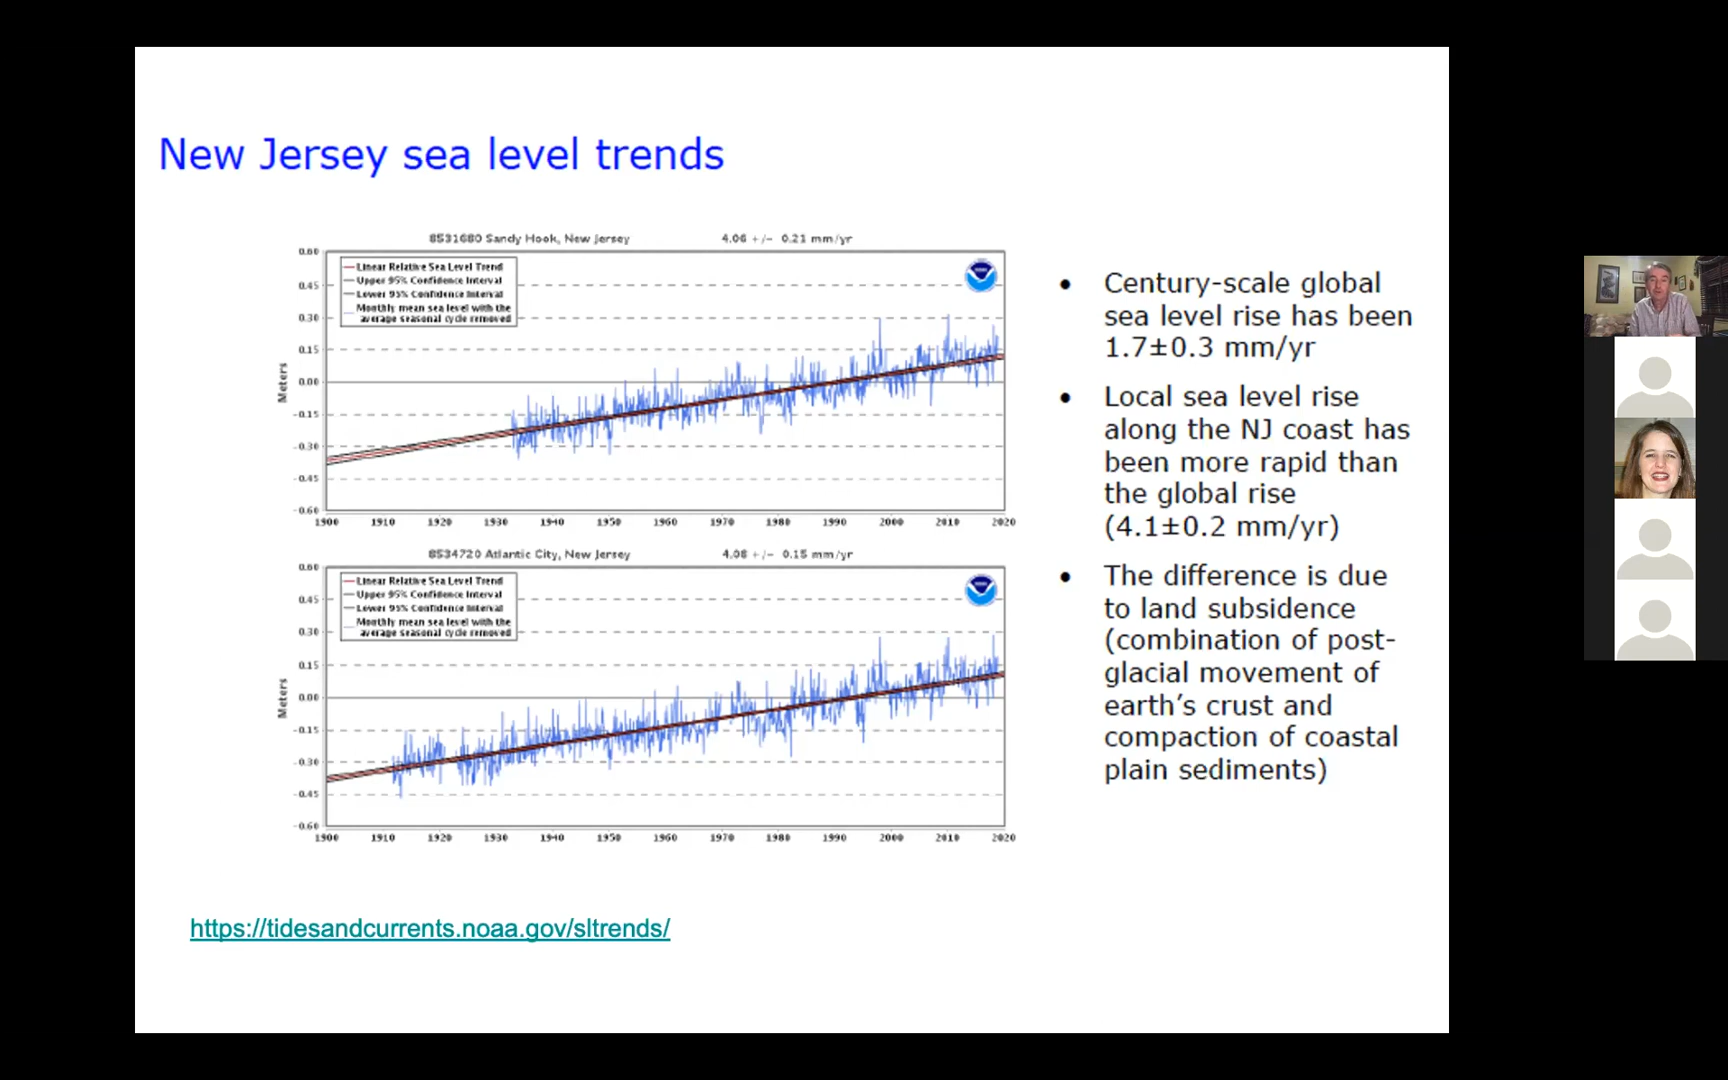 New Jersey sea level trends
8531680 Sandy Hook, New Jersey 4.06 +/- 0.21 mm/yr
Linear Relative Sea Level Trend
Upper 95% Confidence Interval
Lower 95% Confidence Interval
Monthly mean sea level with the
average seasonal cycle removed
Meters
0.60
0.45
0.30
0.15
0.00
-0.15
-0.30
-0.45
-0.60
1900 1910 1920 1930 1940 1950 1960 1970 1980 1990 2000 2010 2020
8534720 Atlantic City, New Jersey 4.08 +/- 0.15 mm/yr
Linear Relative Sea Level Trend
Upper 95% Confidence Interval
Lower 95% Confidence Interval
Monthly mean sea level with the
average seasonal cycle removed
Meters
0.60
0.45
0.30
0.15
0.00
-0.15
-0.30
-0.45
-0.60
1900 1910 1920 1930 1940 1950 1960 1970 1980 1990 2000 2010 2020
• Century-scale global
sea level rise has been
1.7±0.3 mm/yr
• Local sea level rise
along the NJ coast has
been more rapid than
the global rise
(4.1±0.2 mm/yr)
• The difference is due
to land subsidence
(combination of post-
glacial movement of
earth's crust and
compaction of coastal
plain sediments)
https://tidesandcurrents.noaa.gov/sltrends/